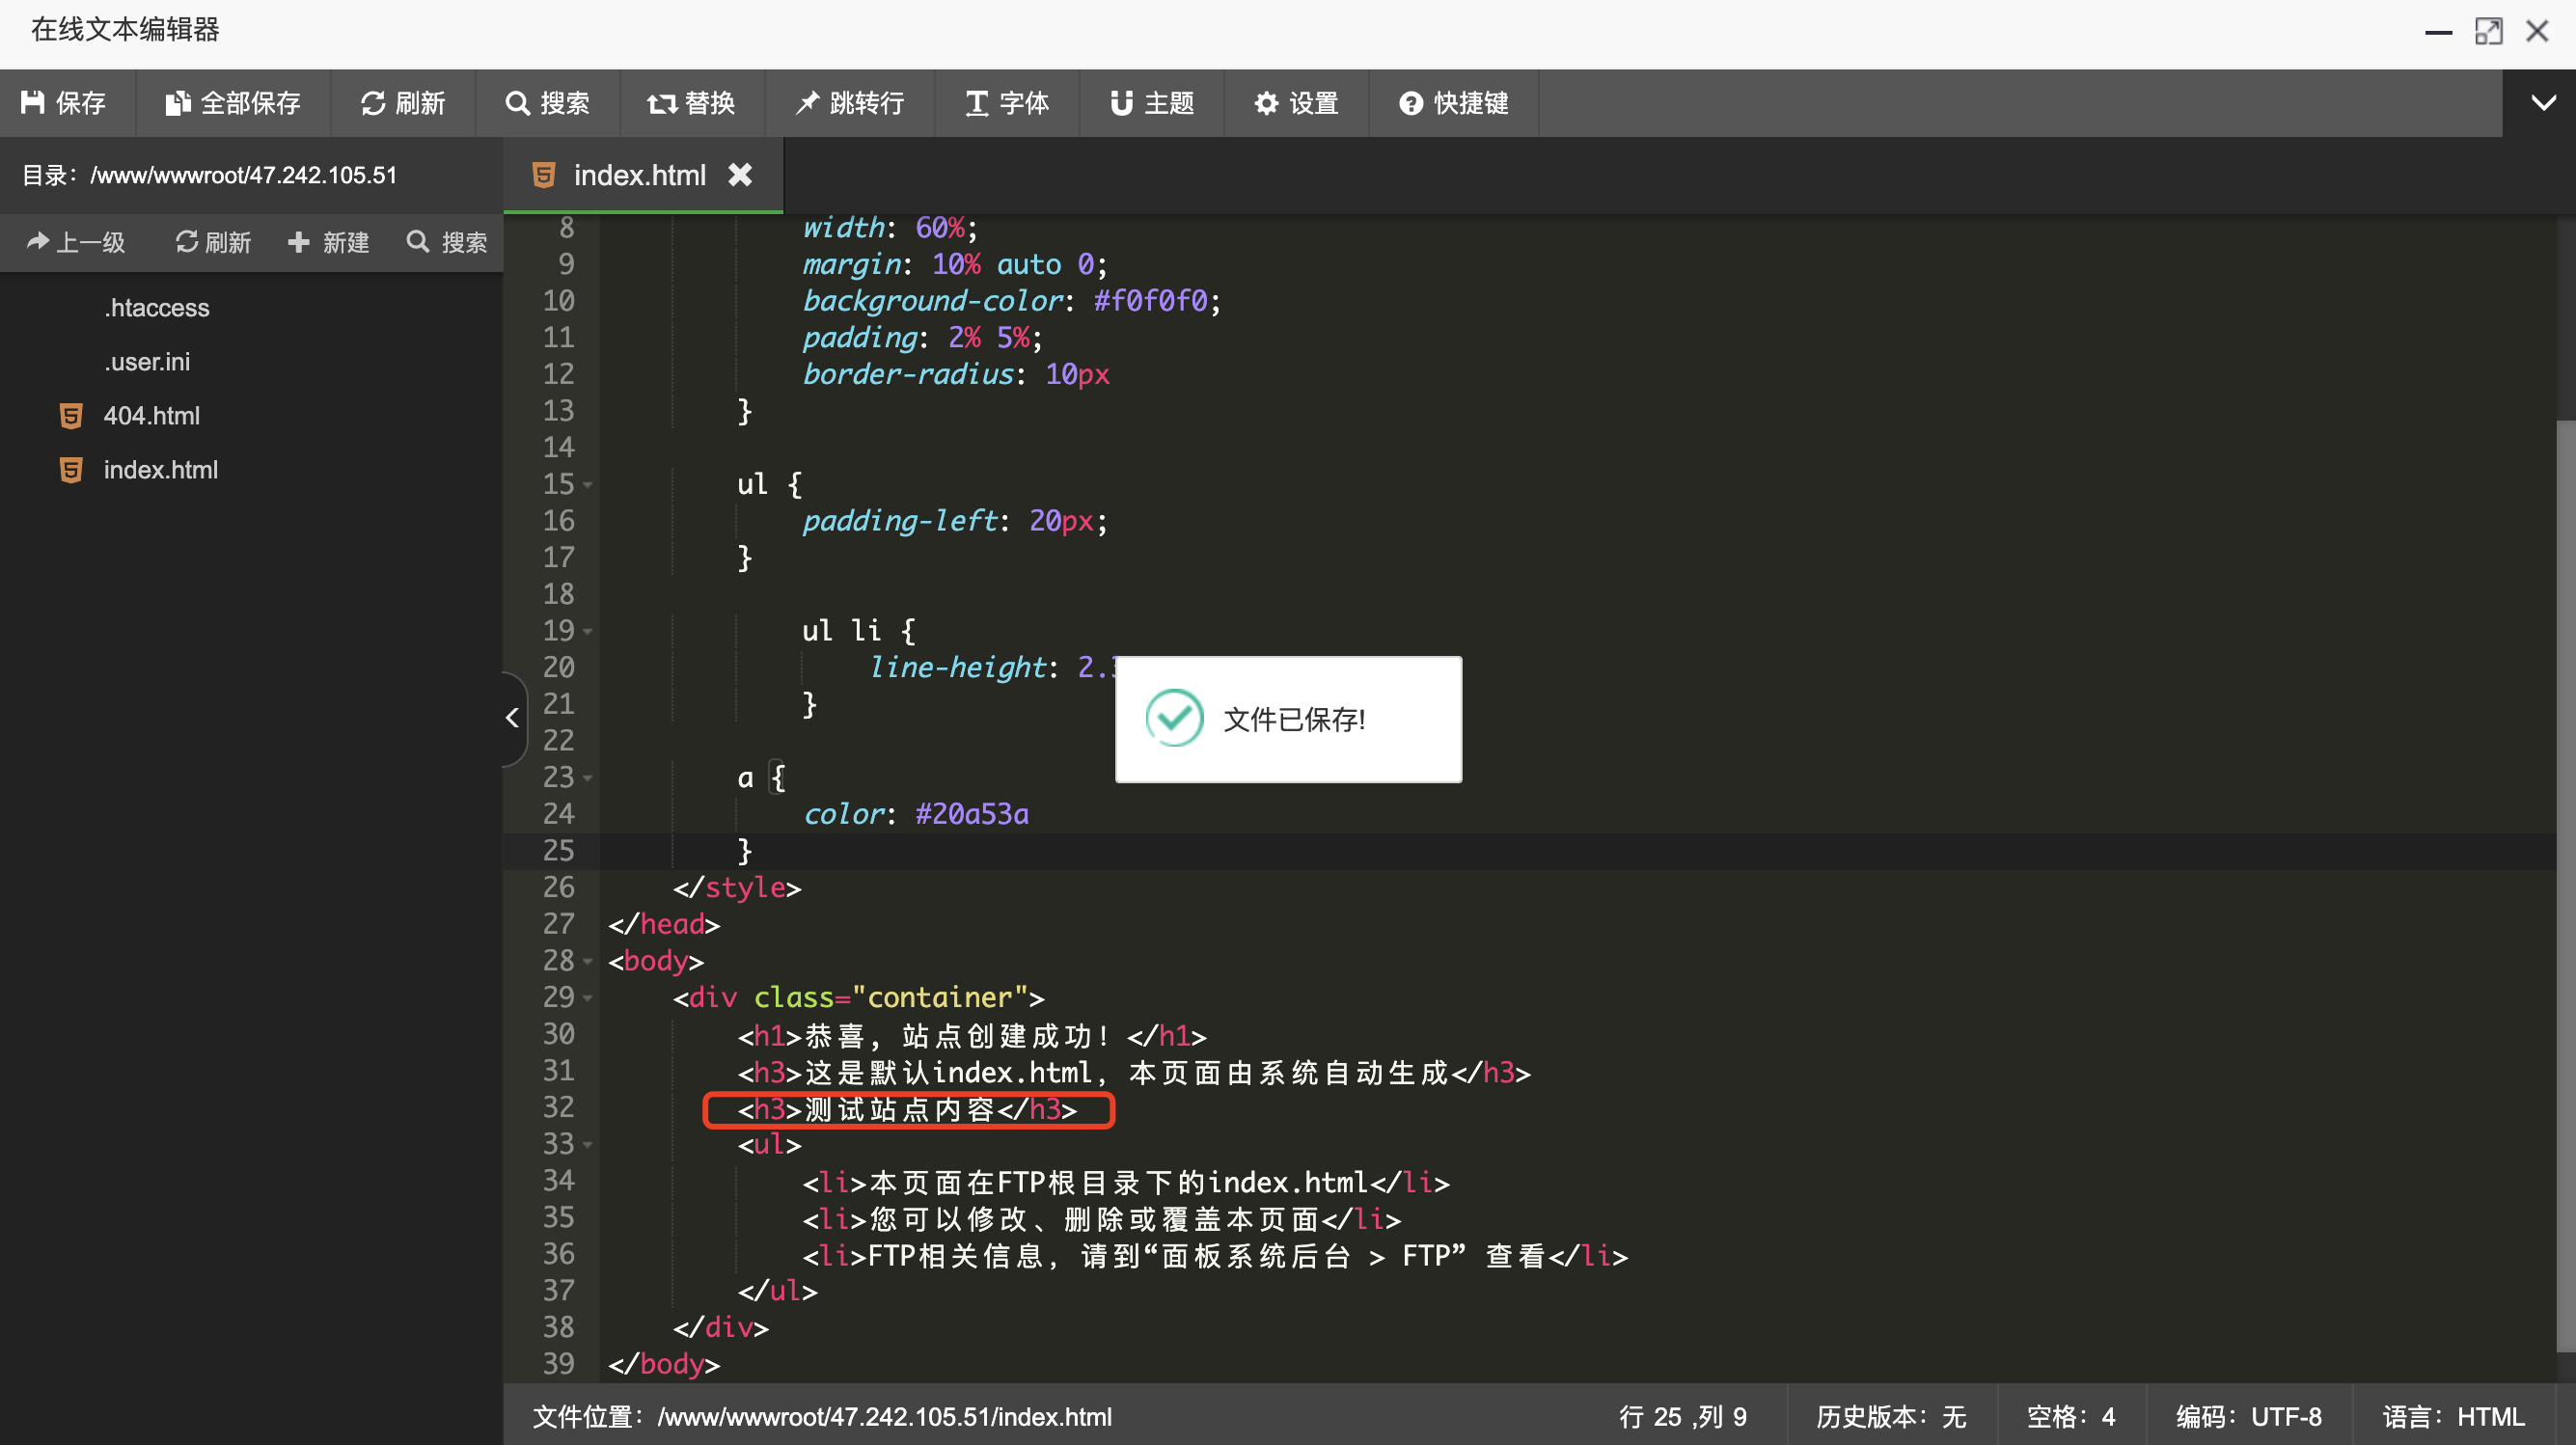 在线文本编辑器
保存 全部保存 刷新 搜索 替换 跳转行 字体 主题 设置 快捷键
目录：/www/wwwroot/47.242.105.51
index.html
上一级 刷新 新建 搜索
.htaccess
.user.ini
404.html
index.html
8 width: 60%;
9 margin: 10% auto 0;
10 background-color: #f0f0f0;
11 padding: 2% 5%;
12 border-radius: 10px
13 }
14
15 ul {
16 padding-left: 20px;
17 }
18
19 ul li {
20 line-height: 2.
21 }
22
23 a {
24 color: #20a53a
25 }
26 </style>
27 </head>
28 <body>
29 <div class="container">
30 <h1>恭喜，站点创建成功！</h1>
31 <h3>这是默认index.html，本页面由系统自动生成</h3>
32 <h3>测试站点内容</h3>
33 <ul>
34 <li>本页面在FTP根目录下的index.html</li>
35 <li>您可以修改、删除或覆盖本页面</li>
36 <li>FTP相关信息，请到“面板系统后台 > FTP” 查看</li>
37 </ul>
38 </div>
39 </body>
文件已保存!
文件位置：/www/wwwroot/47.242.105.51/index.html
行 25 ,列 9
历史版本：无
空格：4
编码：UTF-8
语言：HTML